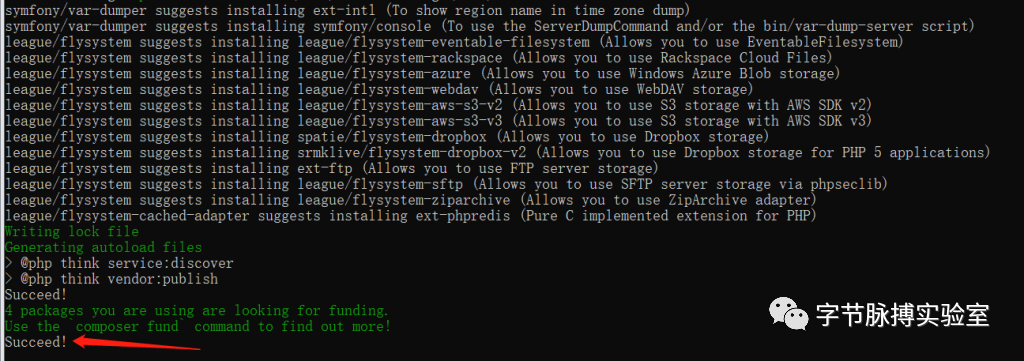 symfony/var-dumper suggests installing ext-intl (To show region name in time zone dump)
symfony/var-dumper suggests installing symfony/console (To use the ServerDumpCommand and/or the bin/var-dump-server script)
league/flysystem suggests installing league/flysystem-eventable-filesystem (Allows you to use EventableFilesystem)
league/flysystem suggests installing league/flysystem-rackspace (Allows you to use Rackspace Cloud Files)
league/flysystem suggests installing league/flysystem-azure (Allows you to use Windows Azure Blob storage)
league/flysystem suggests installing league/flysystem-webdav (Allows you to use WebDAV storage)
league/flysystem suggests installing league/flysystem-aws-s3-v2 (Allows you to use S3 storage with AWS SDK v2)
league/flysystem suggests installing league/flysystem-aws-s3-v3 (Allows you to use S3 storage with AWS SDK v3)
league/flysystem suggests installing spatie/flysystem-dropbox (Allows you to use Dropbox storage)
league/flysystem suggests installing srmklive/flysystem-dropbox-v2 (Allows you to use Dropbox storage for PHP 5 applications)
league/flysystem suggests installing ext-ftp (Allows you to use FTP server storage)
league/flysystem suggests installing league/flysystem-sftp (Allows you to use SFTP server storage via phpseclib)
league/flysystem suggests installing league/flysystem-ziparchive (Allows you to use ZipArchive adapter)
league/flysystem-cached-adapter suggests installing ext-phpredis (Pure C implemented extension for PHP)
Writing lock file
Generating autoload files
> @php think service:discover
> @php think vendor:publish
Succeed!
4 packages you are using are looking for funding.
Use the `composer fund` command to find out more!
Succeed!
字节脉搏实验室